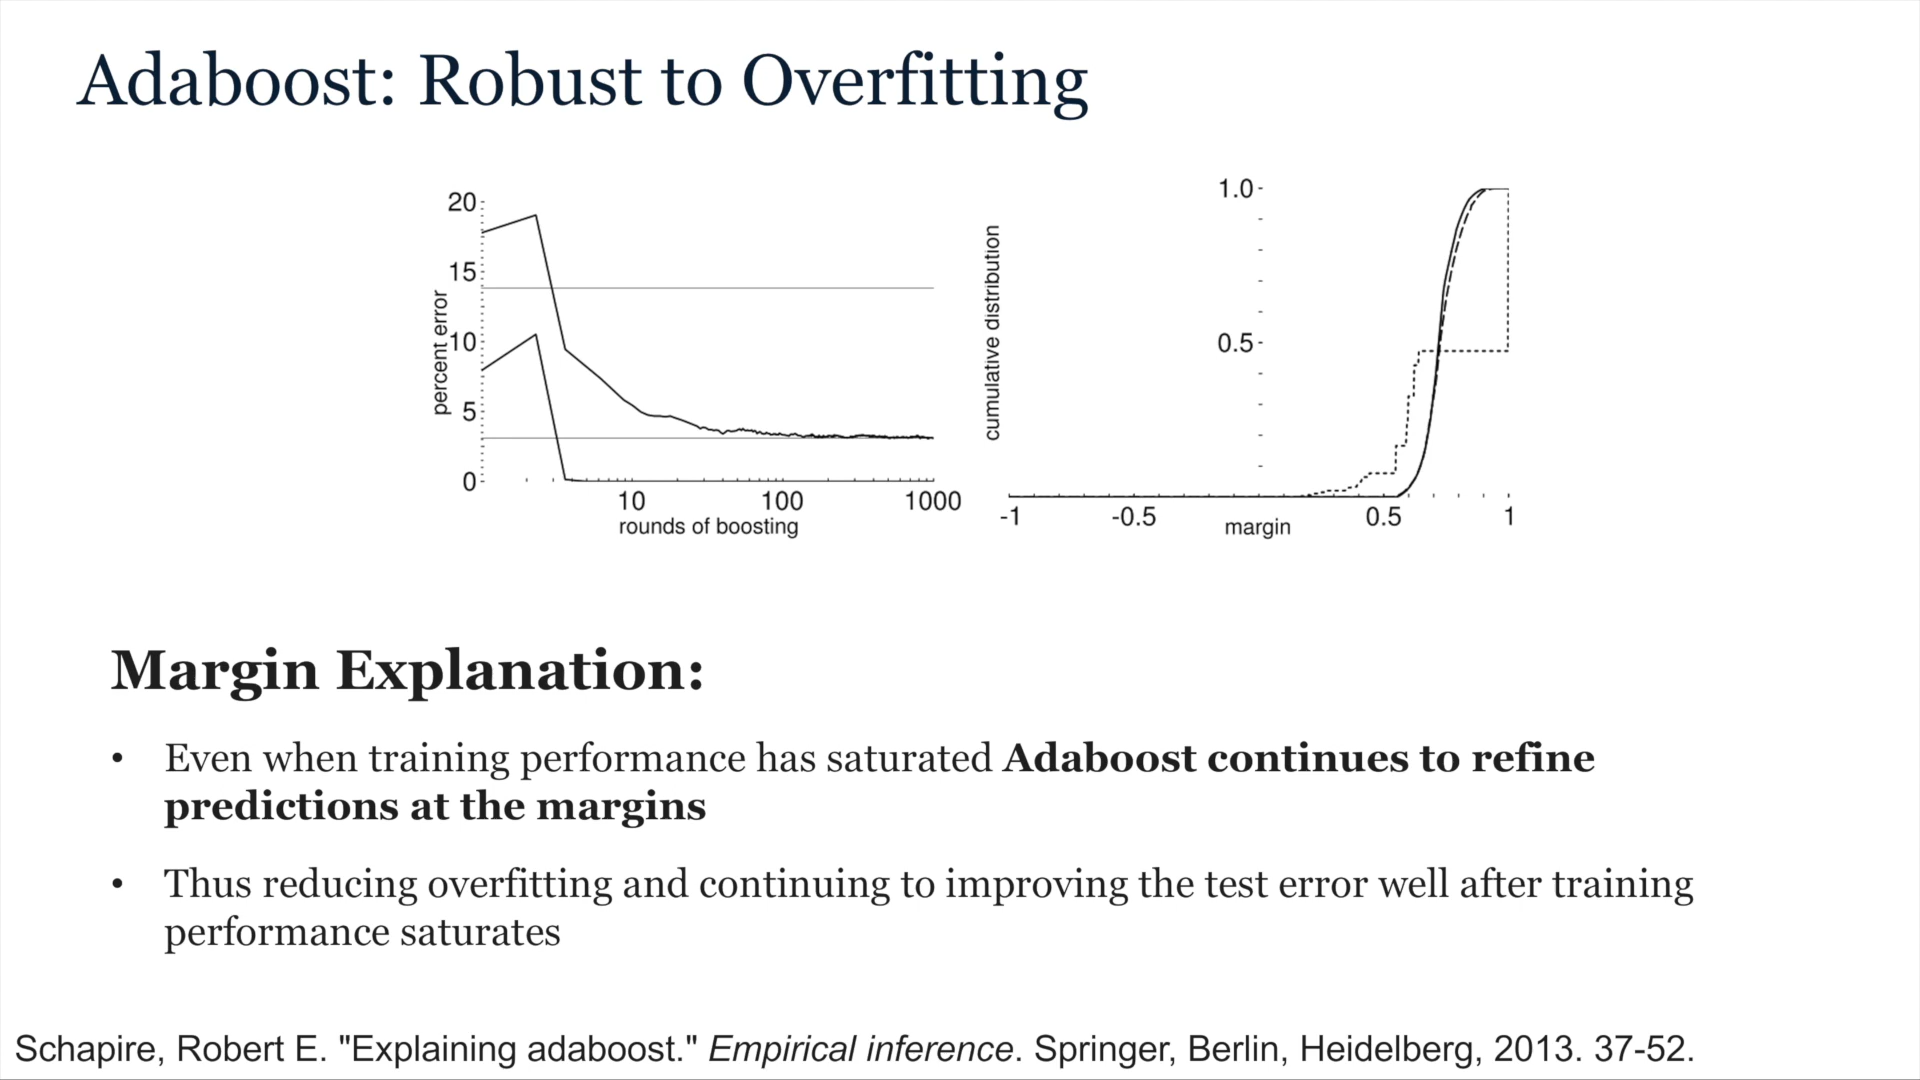 Adaboost: Robust to Overfitting
20
15
10
5
0
percent error
10 100 1000
rounds of boosting
1.0
0.5
cumulative distribution
-1 -0.5 0.5 1
margin
Margin Explanation:
• Even when training performance has saturated Adaboost continues to refine
predictions at the margins
• Thus reducing overfitting and continuing to improving the test error well after training
performance saturates
Schapire, Robert E. "Explaining adaboost." Empirical inference. Springer, Berlin, Heidelberg, 2013. 37-52.